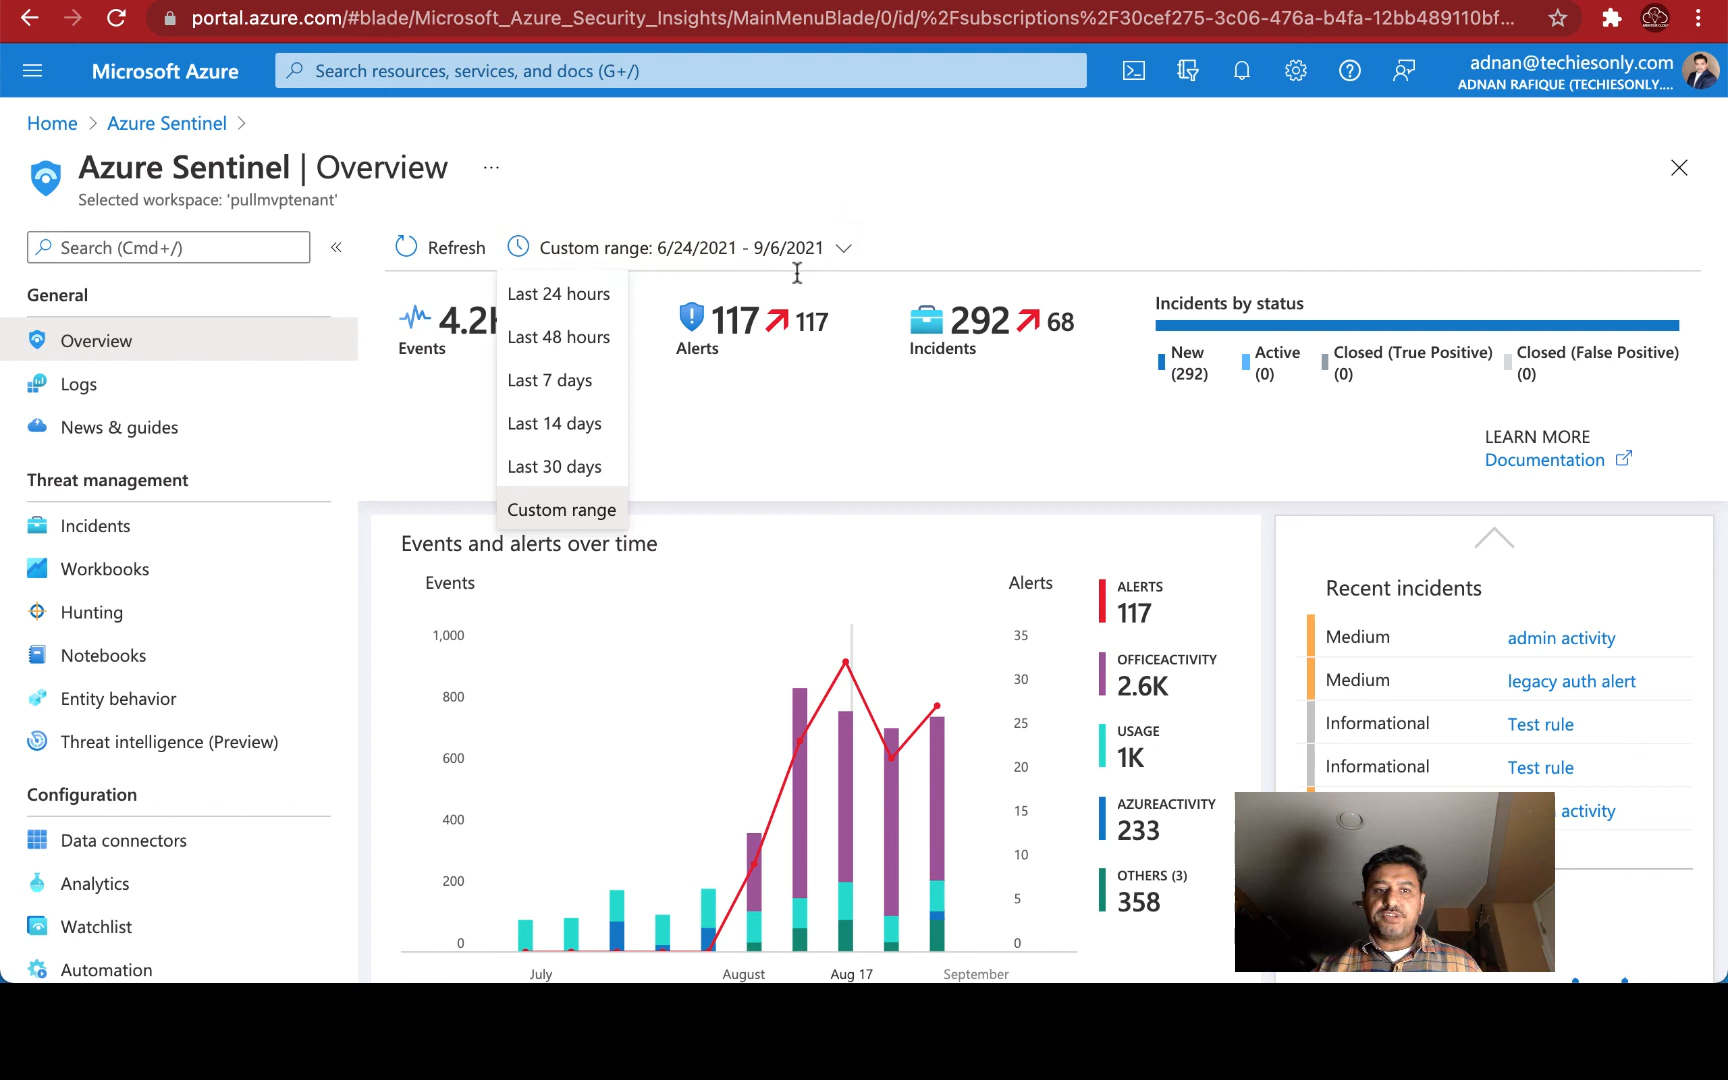 portal.azure.com/#blade/Microsoft_Azure_Security_Insights/MainMenuBlade/0/id/%2Fsubscriptions%2F30cef275-3c06-476a-b4fa-12bb489110bf...
Microsoft Azure
Search resources, services, and docs (G+/)
adnan@techiesonly.com
ADNAN RAFIQUE (TECHIESONLY....
Home > Azure Sentinel >
Azure Sentinel | Overview ...
Selected workspace: 'pullmvptenant'
Search (Cmd+/)
«
Refresh
Custom range: 6/24/2021 - 9/6/2021
Last 24 hours
Last 48 hours
Last 7 days
Last 14 days
Last 30 days
Custom range
General
Overview
Logs
News & guides
Threat management
Incidents
Workbooks
Hunting
Notebooks
Entity behavior
Threat intelligence (Preview)
Configuration
Data connectors
Analytics
Watchlist
Automation
4.2
Events
117 117
Alerts
292 68
Incidents
Incidents by status
New
(292)
Active
(0)
Closed (True Positive)
(0)
Closed (False Positive)
(0)
LEARN MORE
Documentation
Events and alerts over time
Events
Alerts
1,000
800
600
400
200
0
35
30
25
20
15
10
5
0
July
August
Aug 17
September
ALERTS
117
OFFICEACTIVITY
2.6K
USAGE
1K
AZUREACTIVITY
233
OTHERS (3)
358
Recent incidents
Medium admin activity
Medium legacy auth alert
Informational Test rule
Informational Test rule
activity